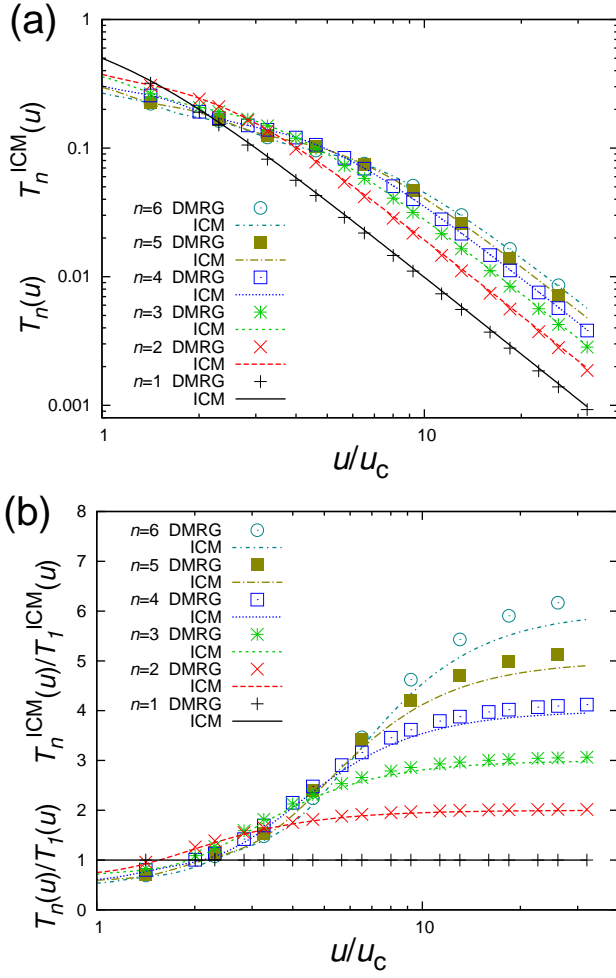 (a)
T_n(u) T_n^ICM(u)
1
0.1
0.01
0.001
n=6 DMRG
ICM
n=5 DMRG
ICM
n=4 DMRG
ICM
n=3 DMRG
ICM
n=2 DMRG
ICM
n=1 DMRG
ICM
1 10
u/u_c
(b)
T_n(u)/T_1(u) T_n^ICM(u)/T_1^ICM(u)
8
7
6
5
4
3
2
1
0
n=6 DMRG
ICM
n=5 DMRG
ICM
n=4 DMRG
ICM
n=3 DMRG
ICM
n=2 DMRG
ICM
n=1 DMRG
ICM
1 10
u/u_c